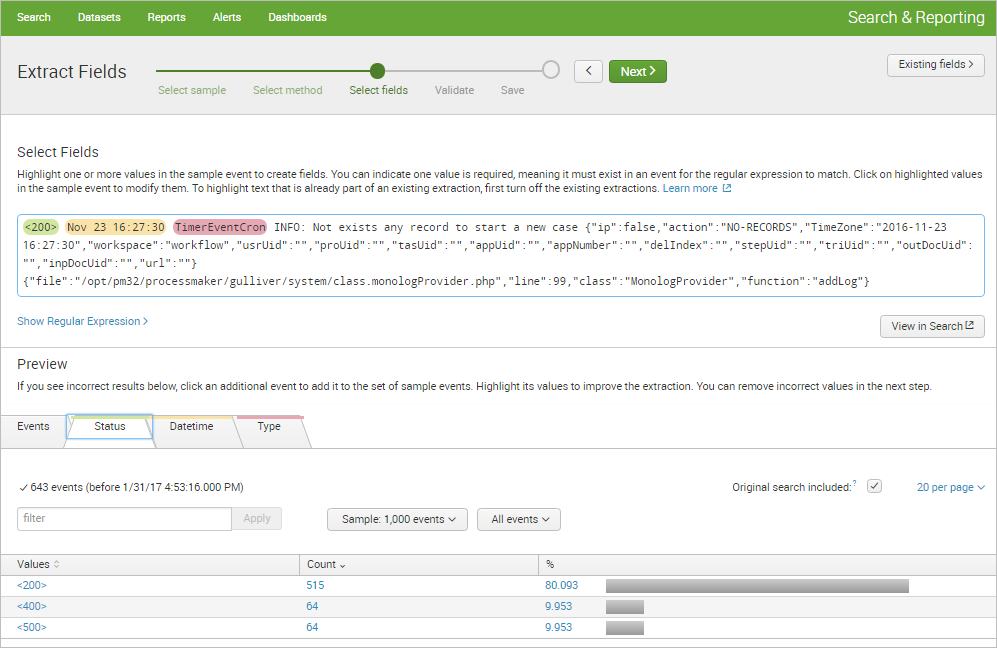 Search Datasets Reports Alerts Dashboards Search & Reporting
Extract Fields Next > Existing fields >
Select sample Select method Select fields Validate Save
Select Fields
Highlight one or more values in the sample event to create fields. You can indicate one value is required, meaning it must exist in an event for the regular expression to match. Click on highlighted values
in the sample event to modify them. To highlight text that is already part of an existing extraction, first turn off the existing extractions. Learn more
<200> Nov 23 16:27:30 TimerEventCron INFO: Not exists any record to start a new case {"ip":false,"action":"NO-RECORDS","TimeZone":"2016-11-23
16:27:30","workspace":"workflow","usrUid":"","proUid":"","tasUid":"","appUid":"","appNumber":"","delIndex":"","stepUid":"","triUid":"","outDocUid":
"","inpDocUid":"","url":""}
{"file":"/opt/pm32/processmaker/gulliver/system/class.monologProvider.php","line":99,"class":"MonologProvider","function":"addLog"}
Show Regular Expression >
View in Search
Preview
If you see incorrect results below, click an additional event to add it to the set of sample events. Highlight its values to improve the extraction. You can remove incorrect values in the next step.
Events Status Datetime Type
✓ 643 events (before 1/31/17 4:53:16.000 PM) Original search included:? ✓ 20 per page
filter Apply Sample: 1,000 events All events
Values Count %
<200> 515 80.093
<400> 64 9.953
<500> 64 9.953